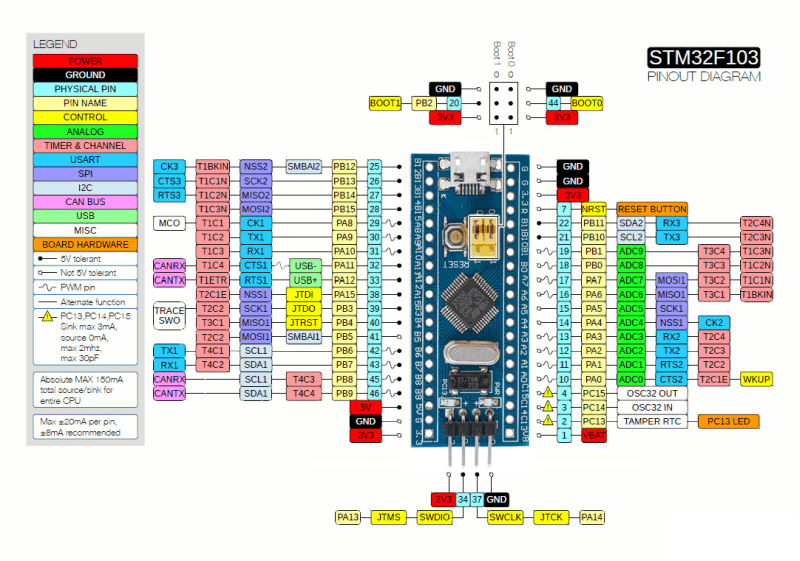 LEGEND
POWER
GROUND
PHYSICAL PIN
PIN NAME
CONTROL
ANALOG
TIMER & CHANNEL
USART
SPI
I2C
CAN BUS
USB
MISC
BOARD HARDWARE
5V tolerant
Not 5V tolerant
PWM pin
Alternate function
PC13,PC14,PC15:
Sink max 3mA,
source 0mA,
max 2mhz,
max 30pF
Absolute MAX 150mA
total source/sink for
entire CPU
Max ±20mA per pin,
±8mA recommended
STM32F103
PINOUT DIAGRAM
Boot 1 Boot 0
GND GND
BOOT1 PB2 20 44 BOOT0
3V3 3V3
1 1
CK3 T1BKIN NSS2 SMBAI2 PB12 25
CTS3 T1C1N SCK2 PB13 26
RTS3 T1C2N MISO2 PB14 27
T1C3N MOSI2 PB15 28
MCO T1C1 CK1 PA8 29
T1C2 TX1 PA9 30
T1C3 RX1 PA10 31
CANRX T1C4 CTS1 USB- PA11 32
CANTX T1ETR RTS1 USB+ PA12 33
T2C1E NSS1 JTDI PA15 38
TRACE
SWO
T2C2 SCK1 JTDO PB3 39
T3C1 MISO1 JTRST PB4 40
T3C2 MOSI1 SMBAI1 PB5 41
TX1 T4C1 SCL1 PB6 42
RX1 T4C2 SDA1 PB7 43
CANRX SCL1 T4C3 PB8 45
CANTX SDA1 T4C4 PB9 46
5V
GND
3V3
RESET
PC13
PWR
GND
GND
3V3
7 NRST RESET BUTTON
22 PB11 SDA2 RX3 T2C4N
21 PB10 SCL2 TX3 T2C3N
19 PB1 ADC9 T3C4 T1C3N
18 PB0 ADC8 T3C3 T1C2N
17 PA7 ADC7 MOSI1 T3C2 T1C1N
16 PA6 ADC6 MISO1 T3C1 T1BKIN
15 PA5 ADC5 SCK1
14 PA4 ADC4 NSS1 CK2
13 PA3 ADC3 RX2 T2C4
12 PA2 ADC2 TX2 T2C3
11 PA1 ADC1 RTS2 T2C2
10 PA0 ADC0 CTS2 T2C1E WKUP
4 PC15 OSC32 OUT
3 PC14 OSC32 IN
2 PC13 TAMPER RTC PC13 LED
1 VBAT
3V3 34 37 GND
PA13 JTMS SWDIO SWCLK JTCK PA14